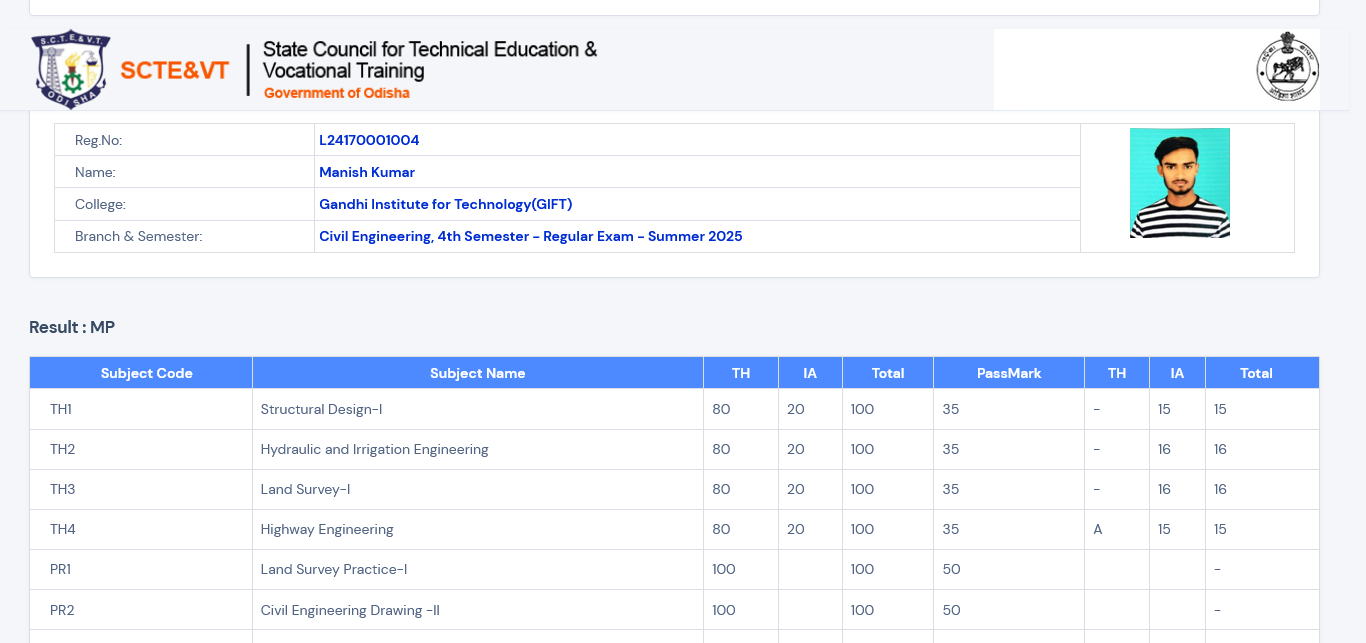 S.C.T.E.&V.T.
ODISHA
SCTE&VT
State Council for Technical Education &
Vocational Training
Government of Odisha
Reg.No: L24170001004
Name: Manish Kumar
College: Gandhi Institute for Technology(GIFT)
Branch & Semester: Civil Engineering, 4th Semester - Regular Exam - Summer 2025
Result : MP
Subject Code Subject Name TH IA Total PassMark TH IA Total
TH1 Structural Design-I 80 20 100 35 - 15 15
TH2 Hydraulic and Irrigation Engineering 80 20 100 35 - 16 16
TH3 Land Survey-I 80 20 100 35 - 16 16
TH4 Highway Engineering 80 20 100 35 A 15 15
PR1 Land Survey Practice-I 100 100 50 -
PR2 Civil Engineering Drawing -II 100 100 50 -